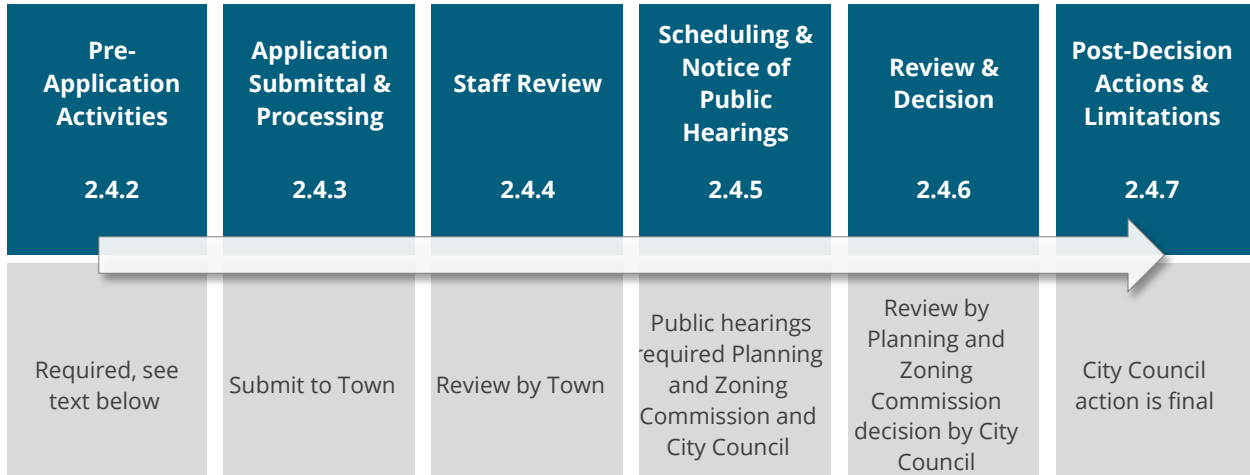 Pre-
Application
Activities
2.4.2
Application
Submittal &
Processing
2.4.3
Staff Review
2.4.4
Scheduling &
Notice of
Public
Hearings
2.4.5
Review &
Decision
2.4.6
Post-Decision
Actions &
Limitations
2.4.7
Required, see
text below
Submit to Town
Review by Town
Public hearings
required Planning
and Zoning
Commission and
City Council
Review by
Planning and
Zoning
Commission
decision by City
Council
City Council
action is final